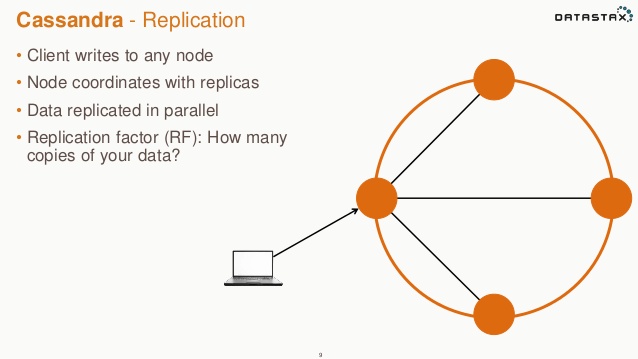 Cassandra - Replication
DATASTAX
• Client writes to any node
• Node coordinates with replicas
• Data replicated in parallel
• Replication factor (RF): How many
copies of your data?
9